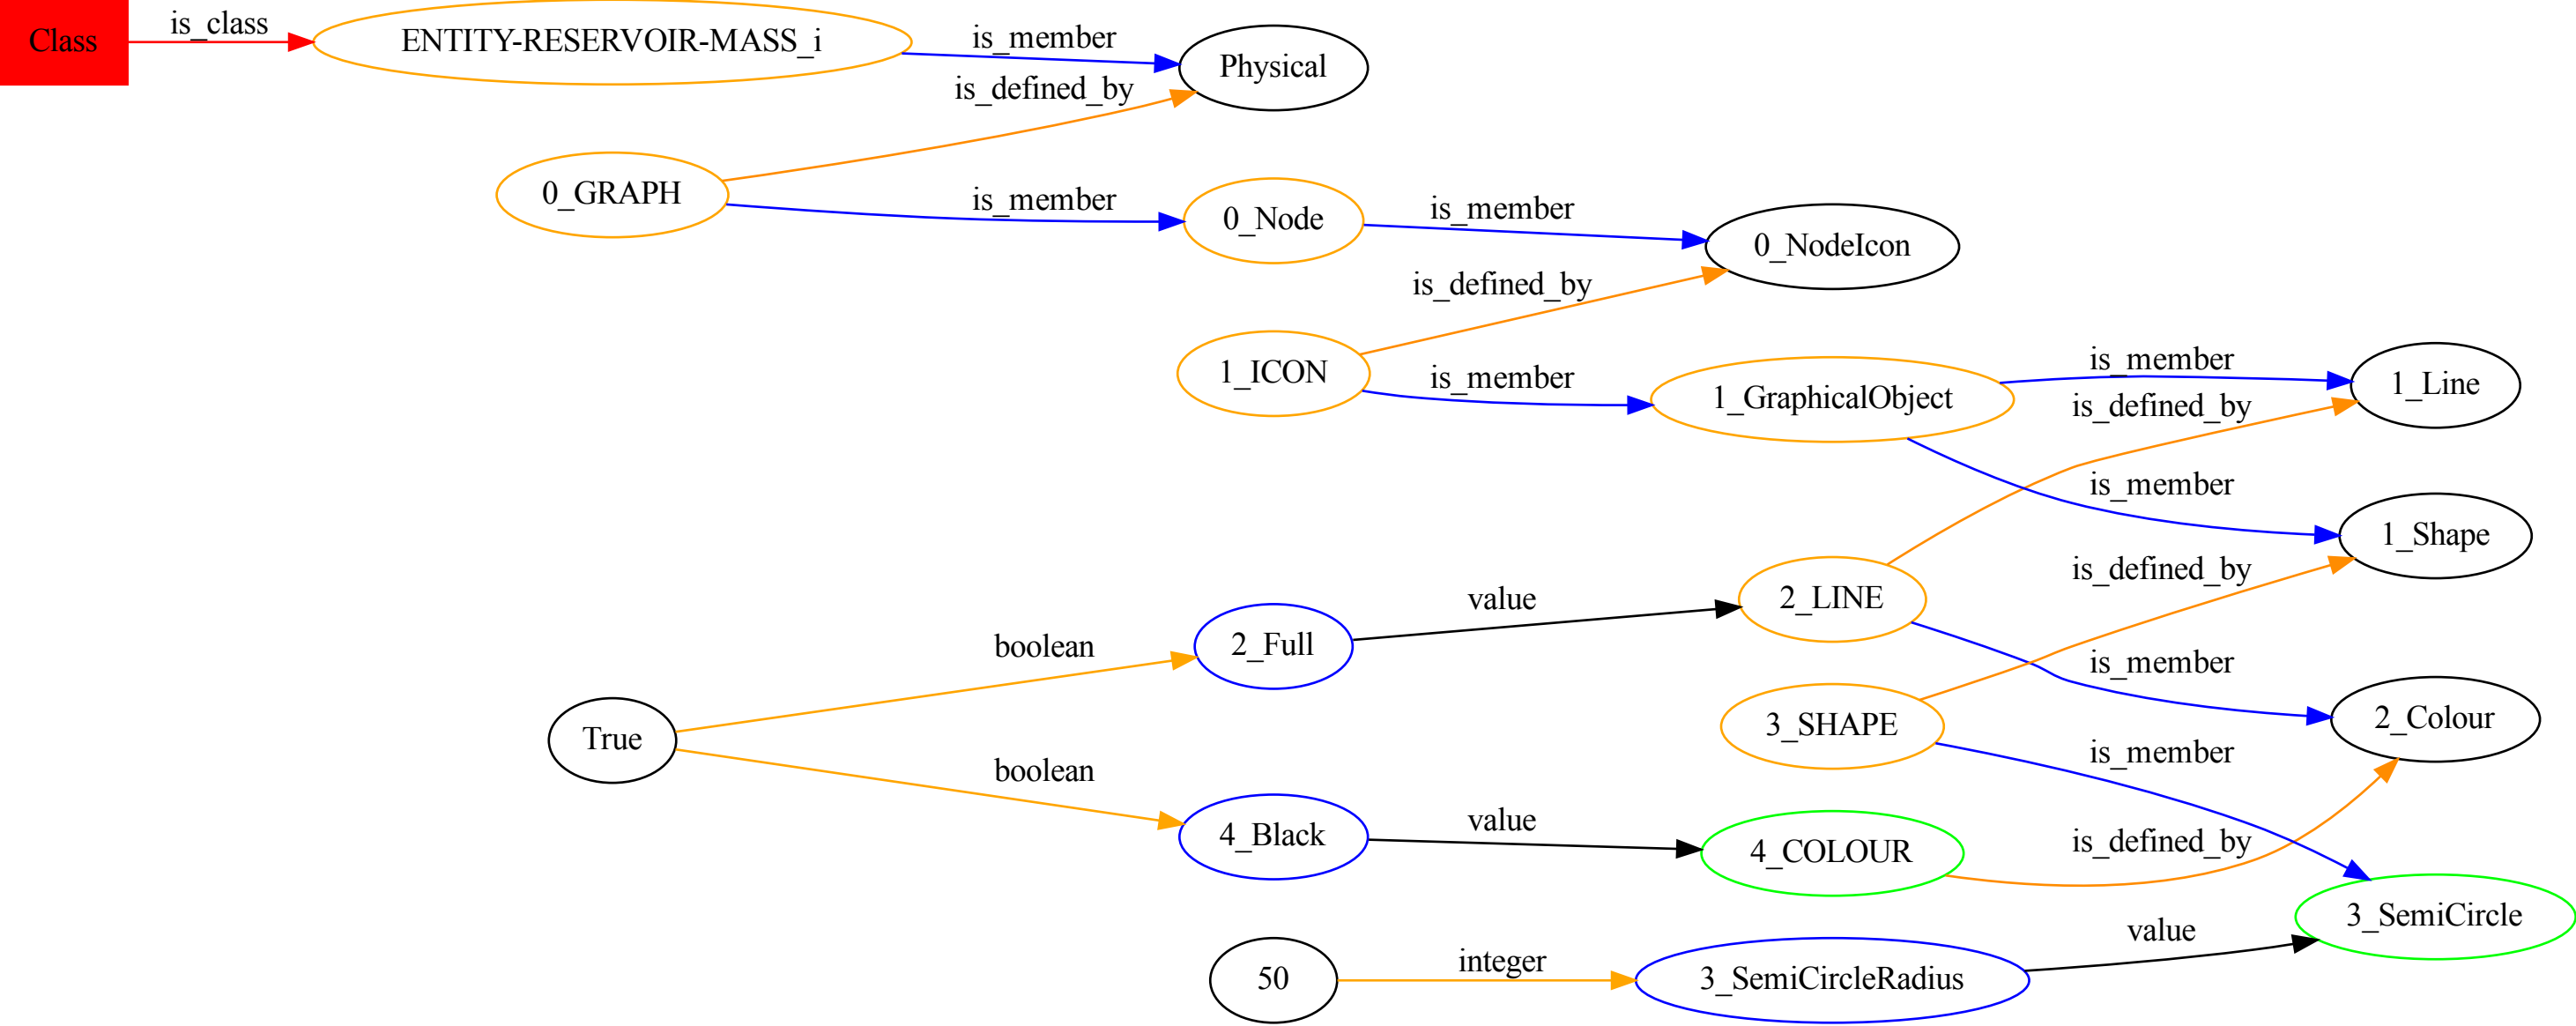 Class
is_class
ENTITY-RESERVOIR-MASS_i
is_member
Physical
is_defined_by
0_GRAPH
is_member
0_Node
is_member
0_NodeIcon
is_defined_by
1_ICON
is_member
1_GraphicalObject
is_member
1_Line
is_defined_by
is_member
1_Shape
is_defined_by
2_LINE
value
2_Full
boolean
is_member
2_Colour
3_SHAPE
True
is_member
boolean
4_Black
value
4_COLOUR
is_defined_by
3_SemiCircle
value
50
integer
3_SemiCircleRadius